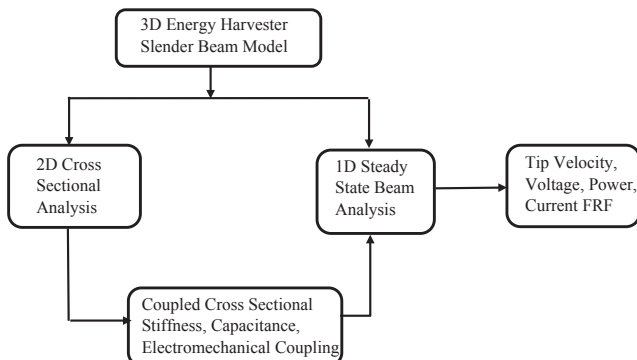 3D Energy Harvester
Slender Beam Model
2D Cross
Sectional
Analysis
1D Steady
State Beam
Analysis
Tip Velocity,
Voltage, Power,
Current FRF
Coupled Cross Sectional
Stiffness, Capacitance,
Electromechanical Coupling